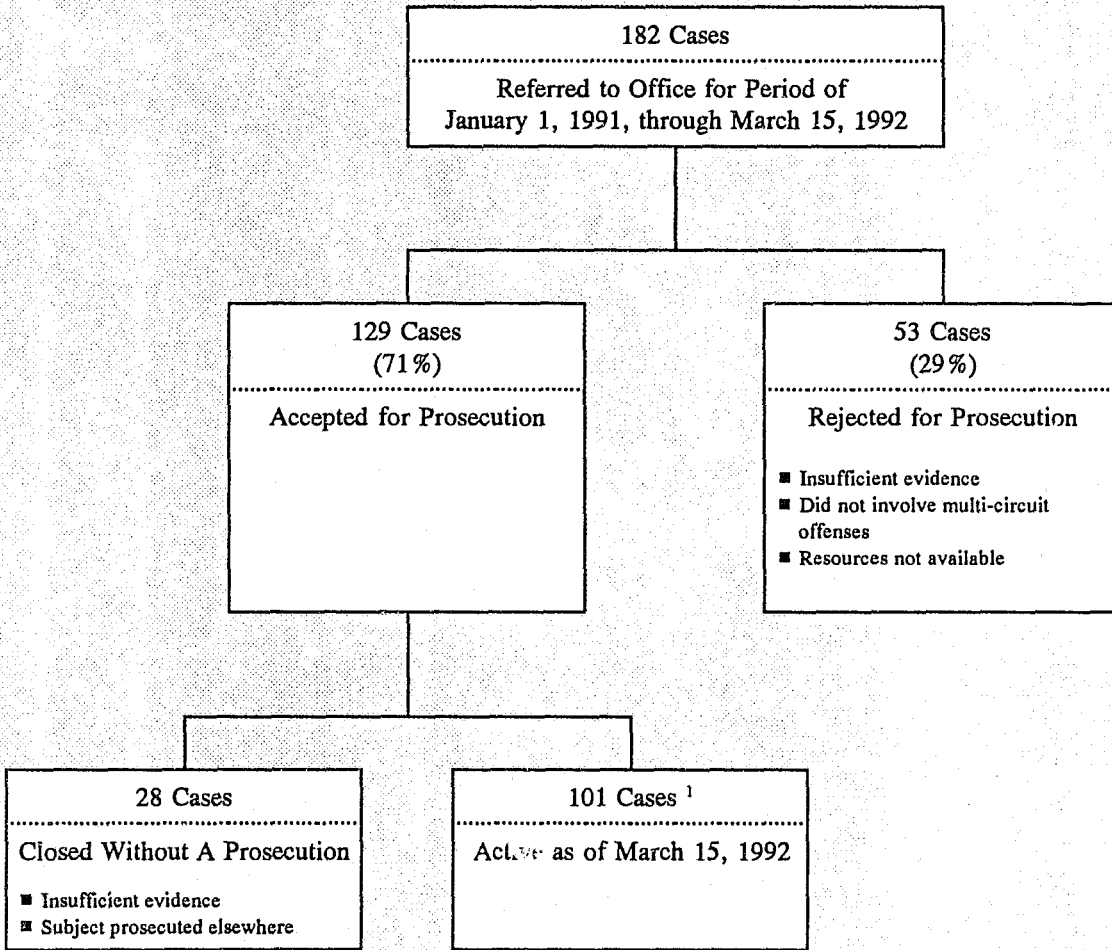 182 Cases
Referred to Office for Period of
January 1, 1991, through March 15, 1992
129 Cases
(71%)
Accepted for Prosecution
53 Cases
(29%)
Rejected for Prosecution
■ Insufficient evidence
■ Did not involve multi-circuit
offenses
■ Resources not available
28 Cases
Closed Without A Prosecution
■ Insufficient evidence
■ Subject prosecuted elsewhere
101 Cases 1
Active as of March 15, 1992